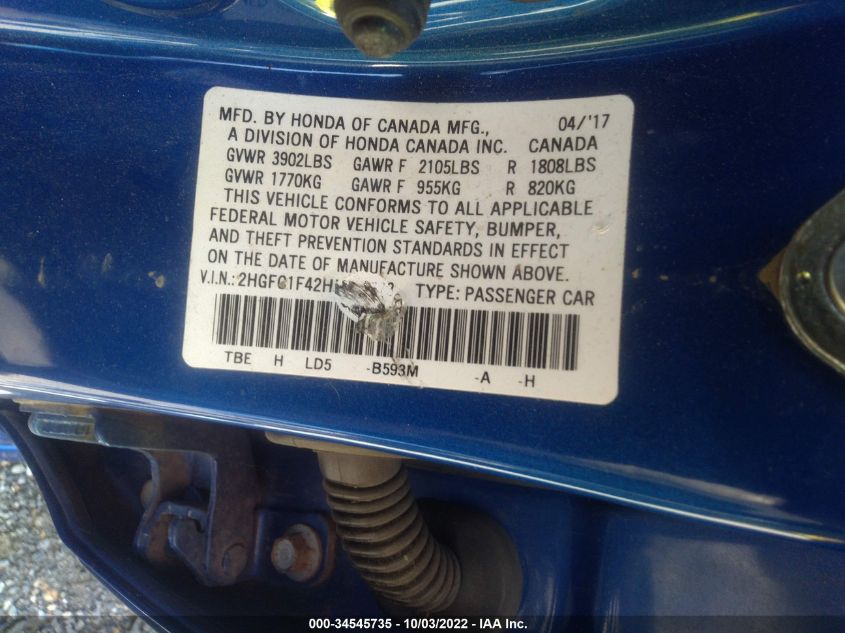 MFD. BY HONDA OF CANADA MFG., 04/'17
A DIVISION OF HONDA CANADA INC. CANADA
GVWR 3902LBS GAWR F 2105LBS R 1808LBS
GVWR 1770KG GAWR F 955KG R 820KG
THIS VEHICLE CONFORMS TO ALL APPLICABLE
FEDERAL MOTOR VEHICLE SAFETY, BUMPER,
AND THEFT PREVENTION STANDARDS IN EFFECT
ON THE DATE OF MANUFACTURE SHOWN ABOVE.
V.I.N.: TYPE: PASSENGER CAR
TBE H LD5 -B593M -A -H
000-34545735 - 10/03/2022 - IAA Inc.